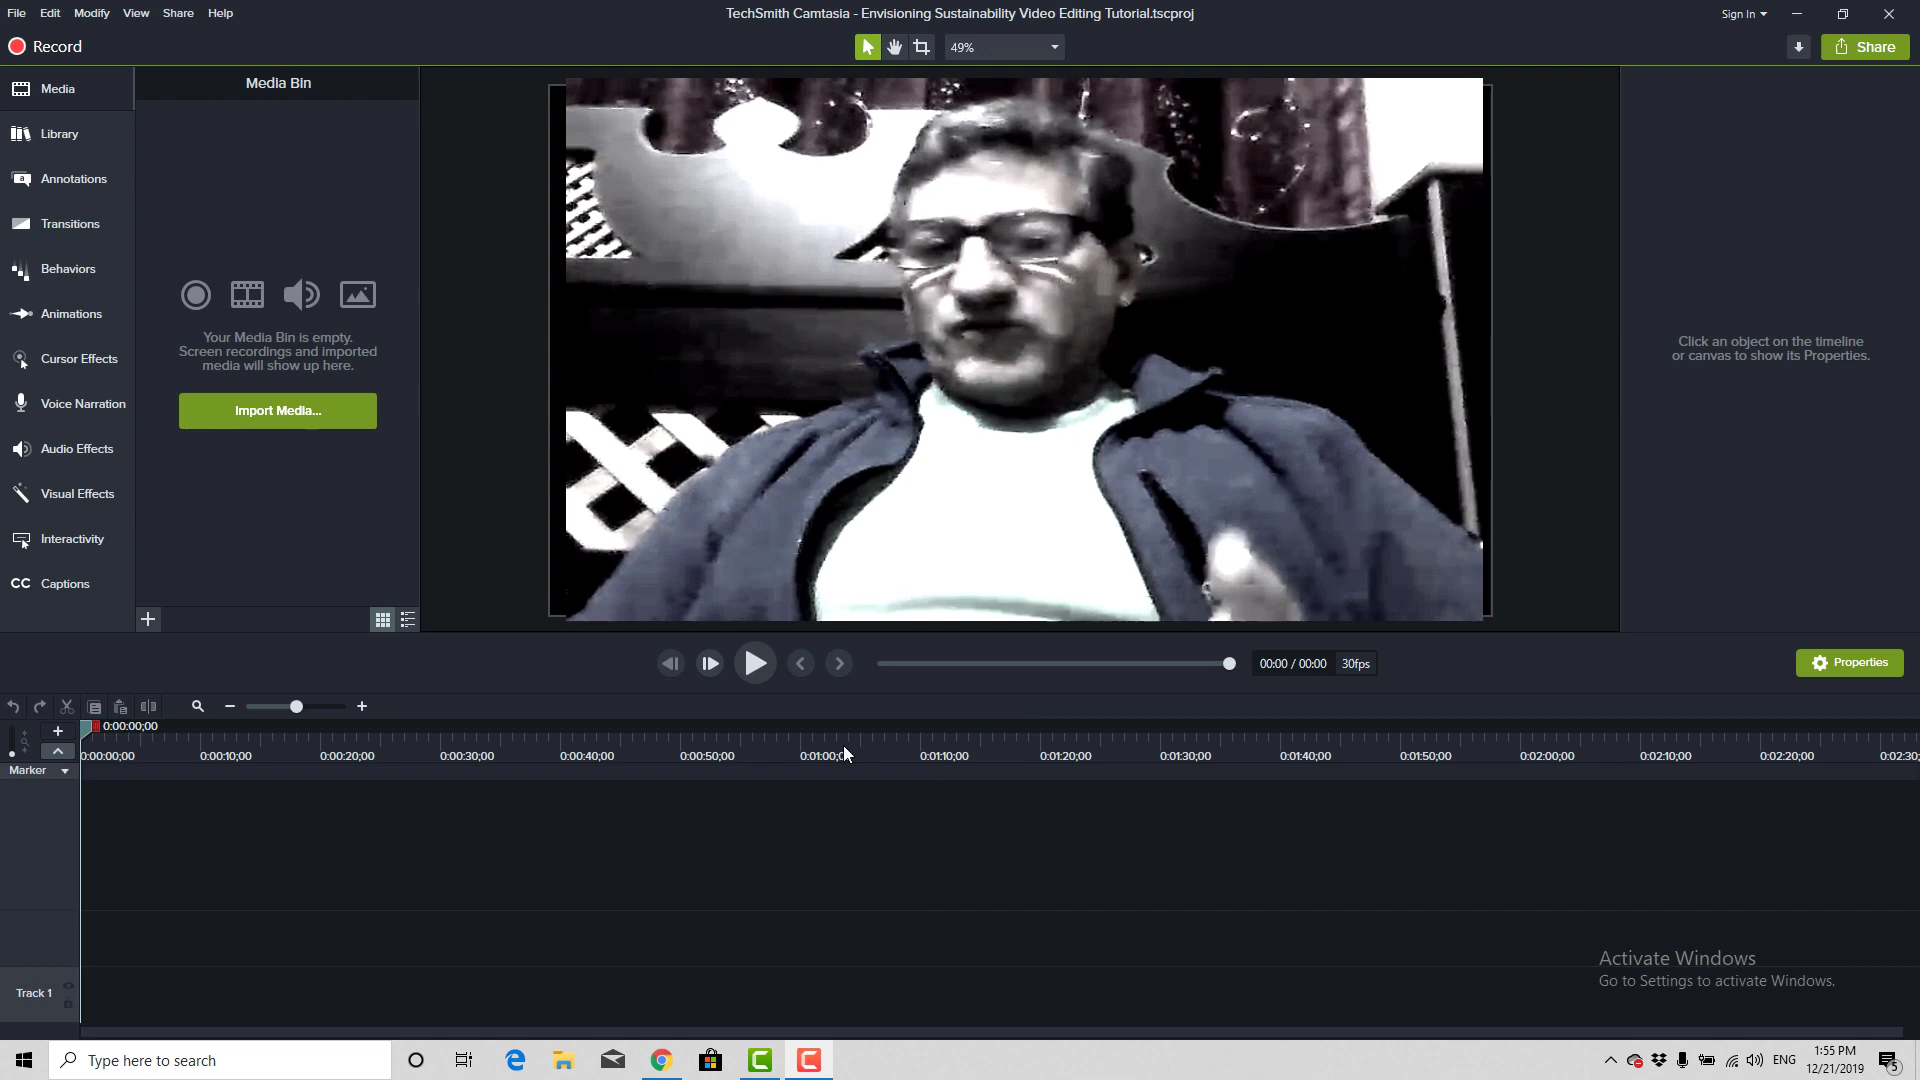 File Edit Modify View Share Help
TechSmith Camtasia - Envisioning Sustainability Video Editing Tutorial.tscproj
Sign In
Record
49%
Share
Media
Library
Annotations
Transitions
Behaviors
Animations
Cursor Effects
Voice Narration
Audio Effects
Visual Effects
Interactivity
CC Captions
Media Bin
Your Media Bin is empty.
Screen recordings and imported
media will show up here.
Import Media...
Click an object on the timeline
or canvas to show its Properties.
00:00 / 00:00 30fps
Properties
0:00:00;00
0:00:00;00 0:00:10;00 0:00:20;00 0:00:30;00 0:00:40;00 0:00:50;00 0:01:00;0 0:01:10;00 0:01:20;00 0:01:30;00 0:01:40;00 0:01:50;00 0:02:00;00 0:02:10;00 0:02:20;00 0:02:30;
Marker
Track 1
Activate Windows
Go to Settings to activate Windows.
Type here to search
ENG
1:55 PM
12/21/2019
5